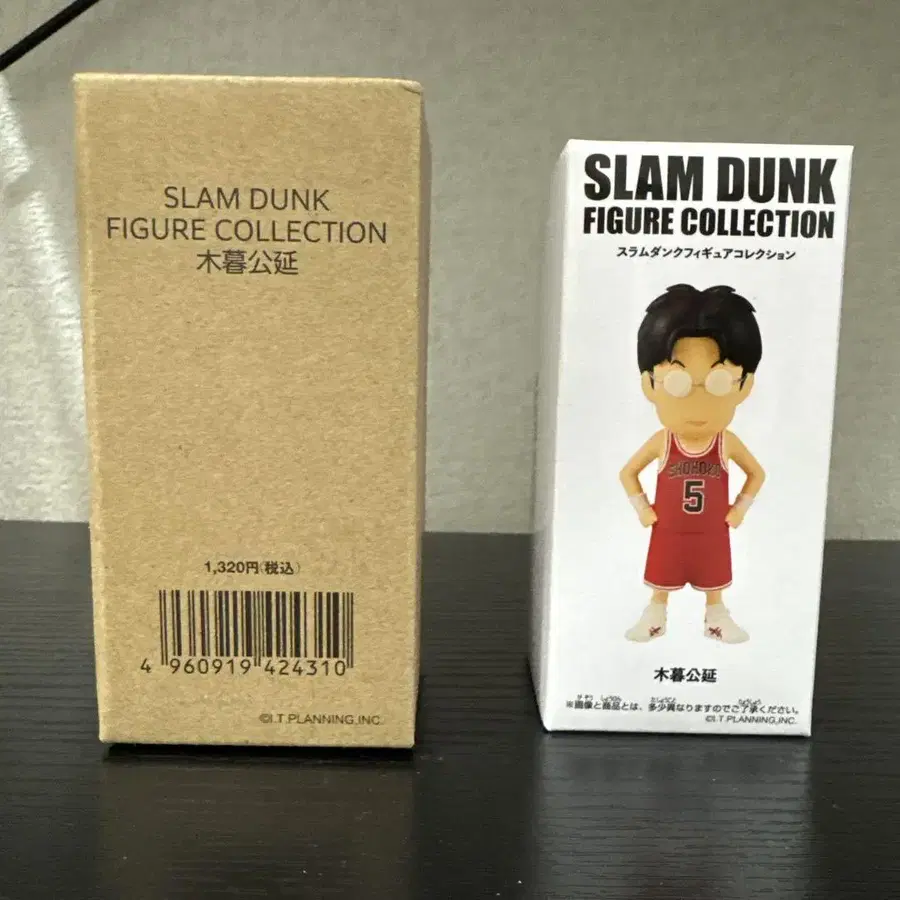 SLAM DUNK
FIGURE COLLECTION
木暮公延
1,320円(税込)
4 960919 424310
©I.T.PLANNING,INC.
SLAM DUNK
FIGURE COLLECTION
スラムダンクフィギュアコレクション
SHOHOKU
5
木暮公延
※画像と商品とは、多少異なりますのでご了承ください。
©I.T.PLANNING,INC.